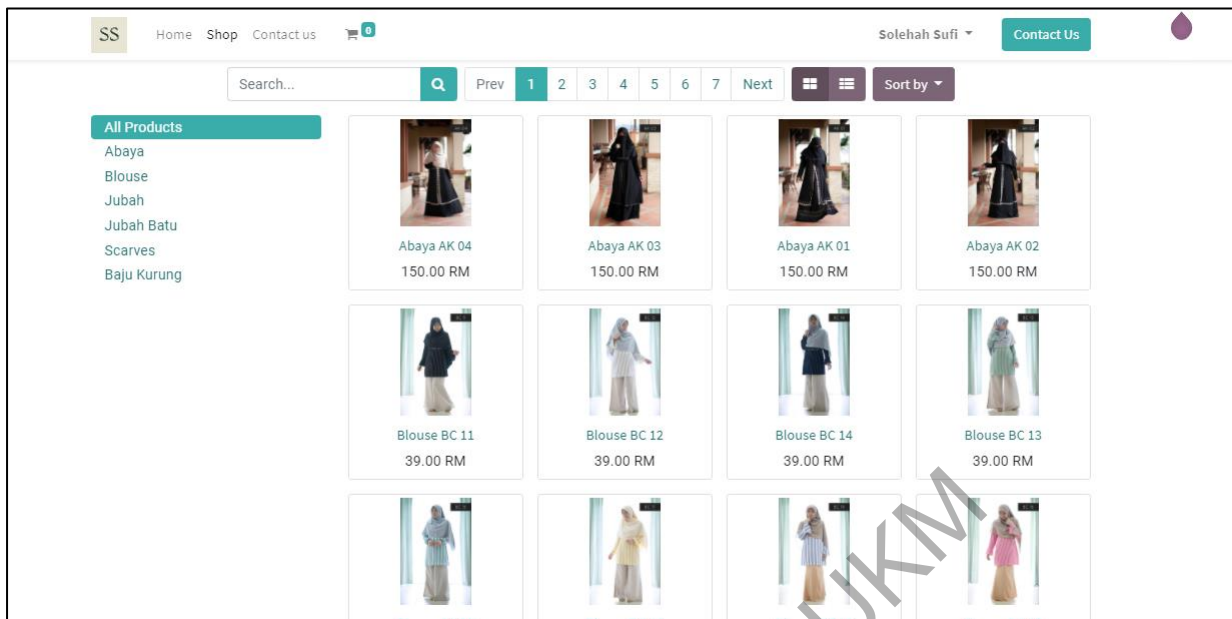 SS Home Shop Contact us 0 Solehah Sufi Contact Us
Search... Prev 1 2 3 4 5 6 7 Next Sort by
All Products
Abaya
Blouse
Jubah
Jubah Batu
Scarves
Baju Kurung
Abaya AK 04 Abaya AK 03 Abaya AK 01 Abaya AK 02
150.00 RM 150.00 RM 150.00 RM 150.00 RM
Blouse BC 11 Blouse BC 12 Blouse BC 14 Blouse BC 13
39.00 RM 39.00 RM 39.00 RM 39.00 RM
UKM